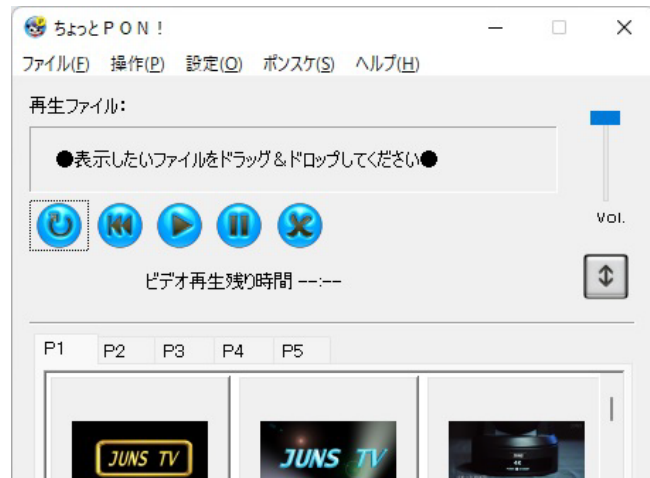 ちょっとＰＯＮ！
ファイル(F) 操作(P) 設定(O) ポンスケ(S) ヘルプ(H)
再生ファイル：
●表示したいファイルをドラッグ＆ドロップしてください●
Vol.
ビデオ再生残り時間 --:--
P1 P2 P3 P4 P5
JUNS TV
JUNS TV
4K